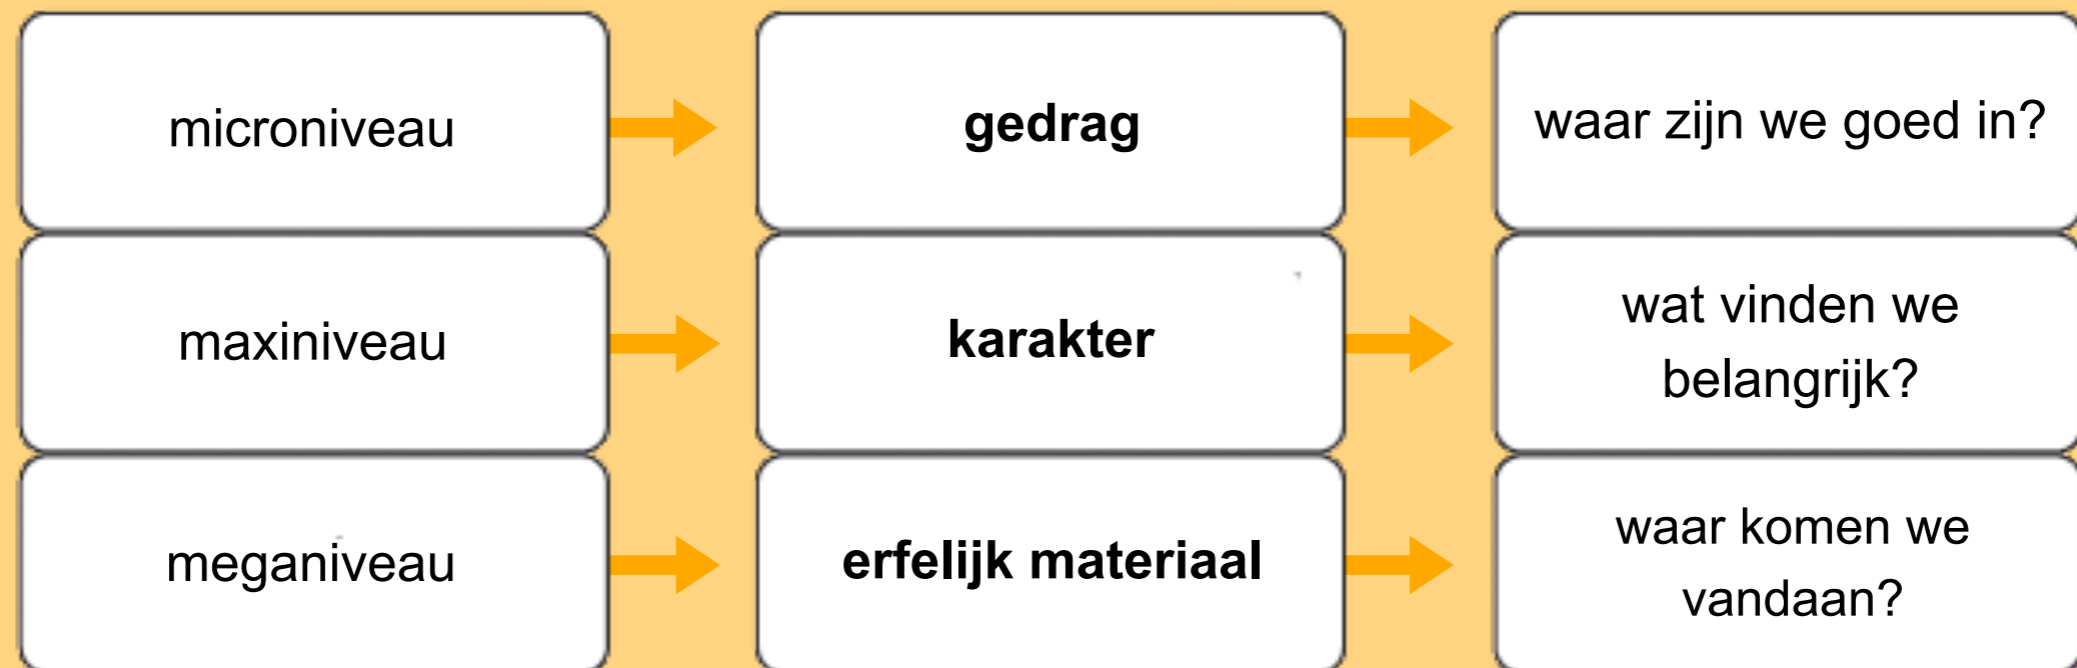 microniveau
gedrag
waar zijn we goed in?
maxiniveau
karakter
wat vinden we
belangrijk?
meganiveau
erfelijk materiaal
waar komen we
vandaan?